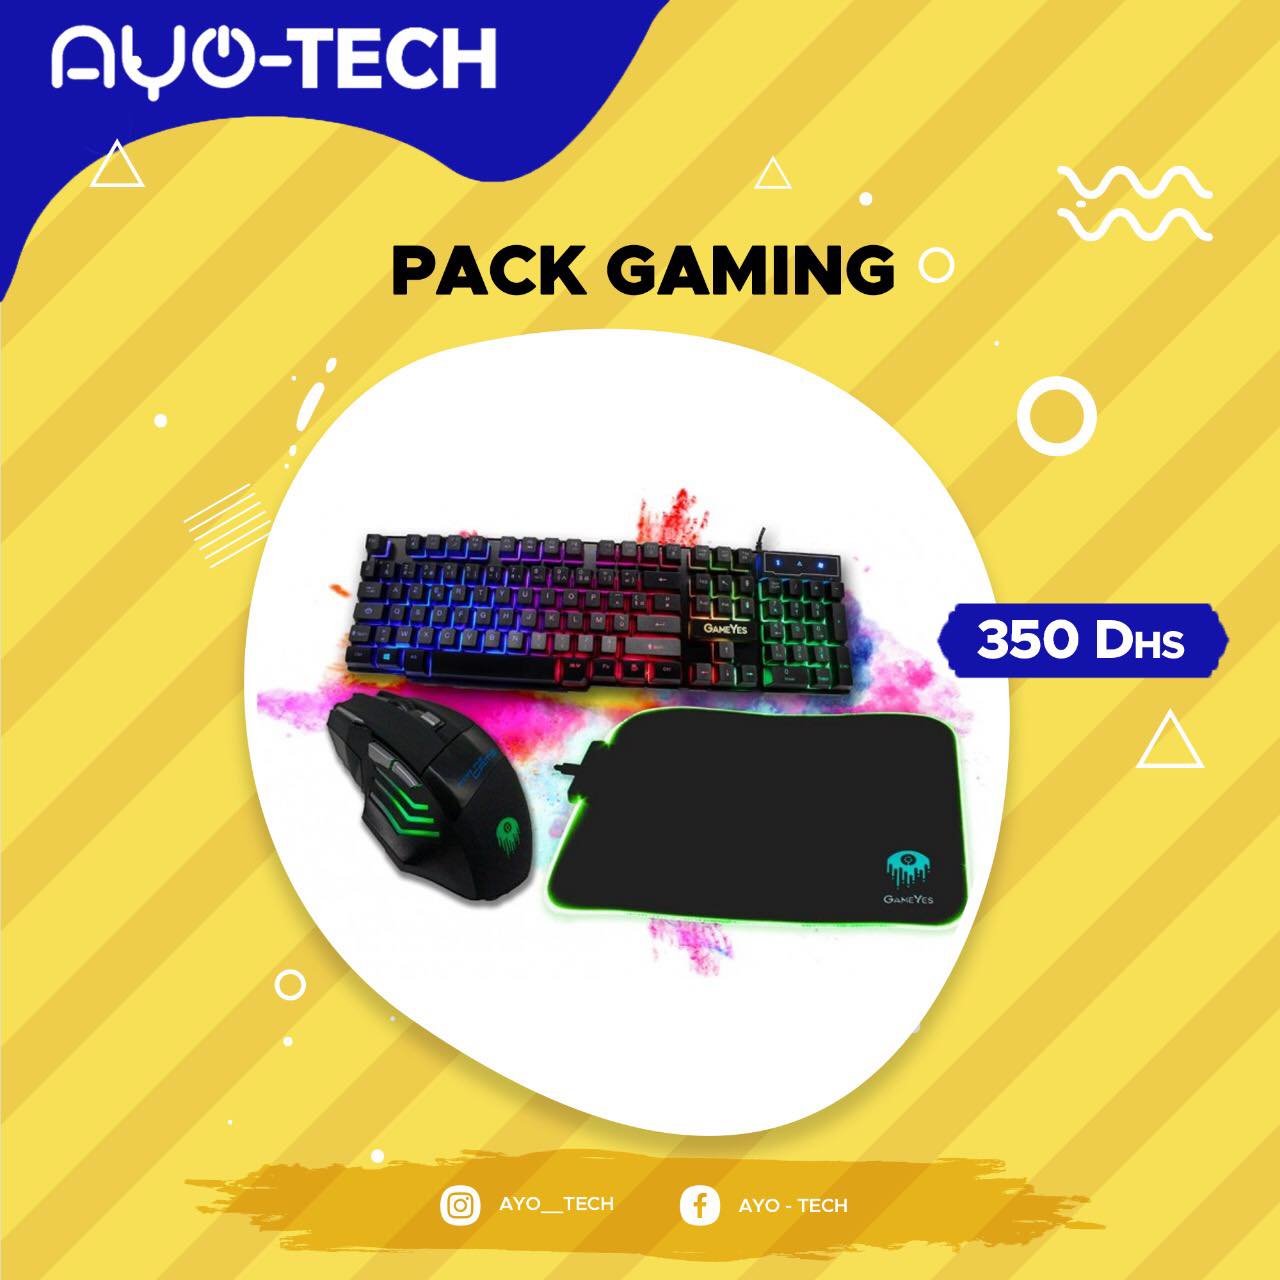 AYO-TECH
PACK GAMING
GAMEYES
350 DHS
GAMEYES
AYO__TECH
AYO - TECH